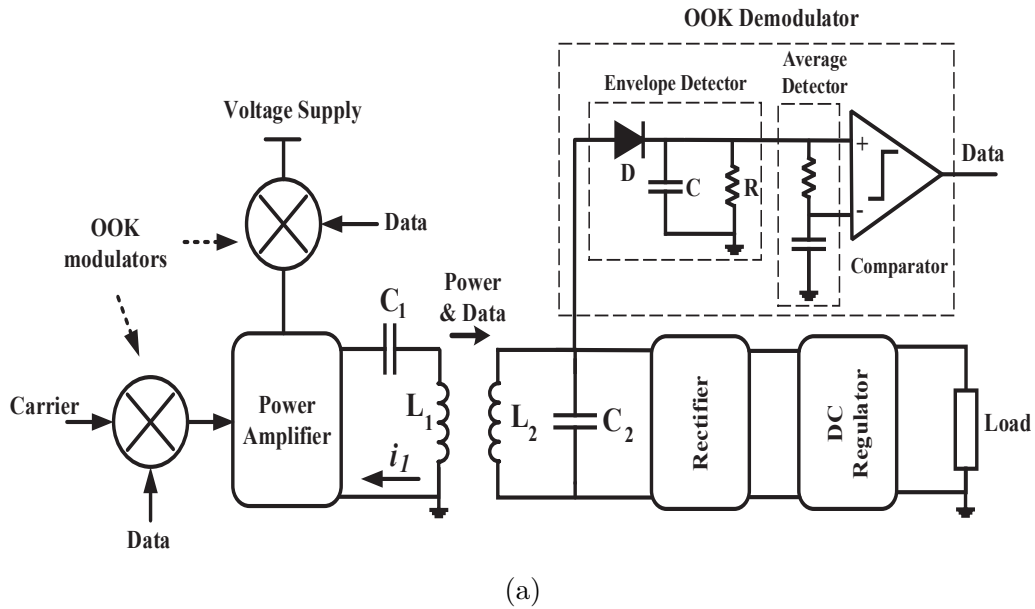 OOK Demodulator
Average
Detector
Envelope Detector
Voltage Supply
+
Data
D
C
R
-
Data
OOK
modulators
Comparator
Power
& Data
C1
Carrier
Power
Amplifier
L1
L2
C2
Rectifier
DC
Regulator
Load
i1
Data
(a)